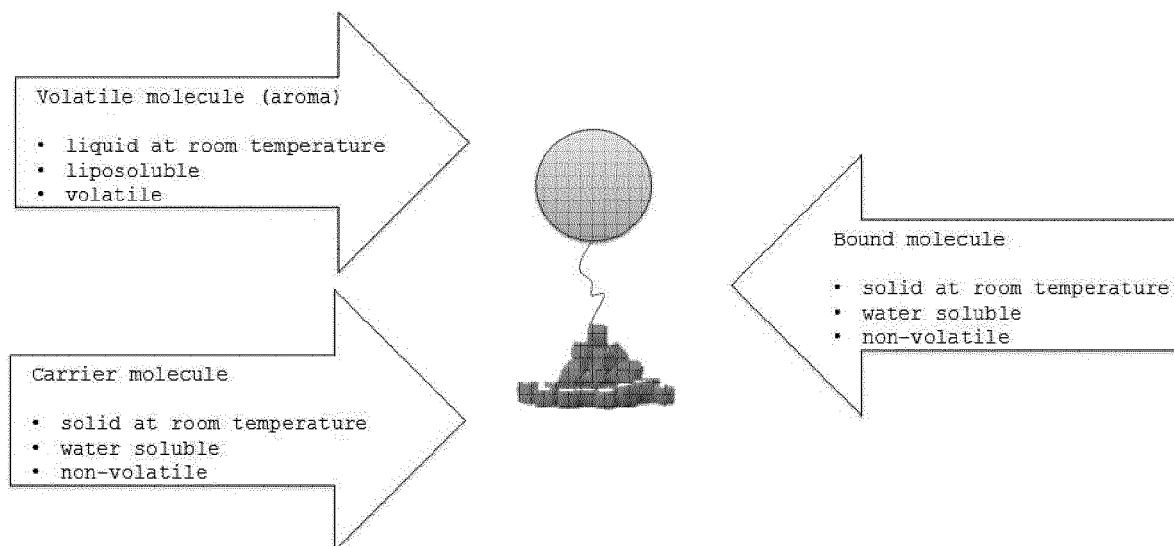 Volatile molecule (aroma)
• liquid at room temperature
• liposoluble
• volatile
Carrier molecule
• solid at room temperature
• water soluble
• non-volatile
Bound molecule
• solid at room temperature
• water soluble
• non-volatile